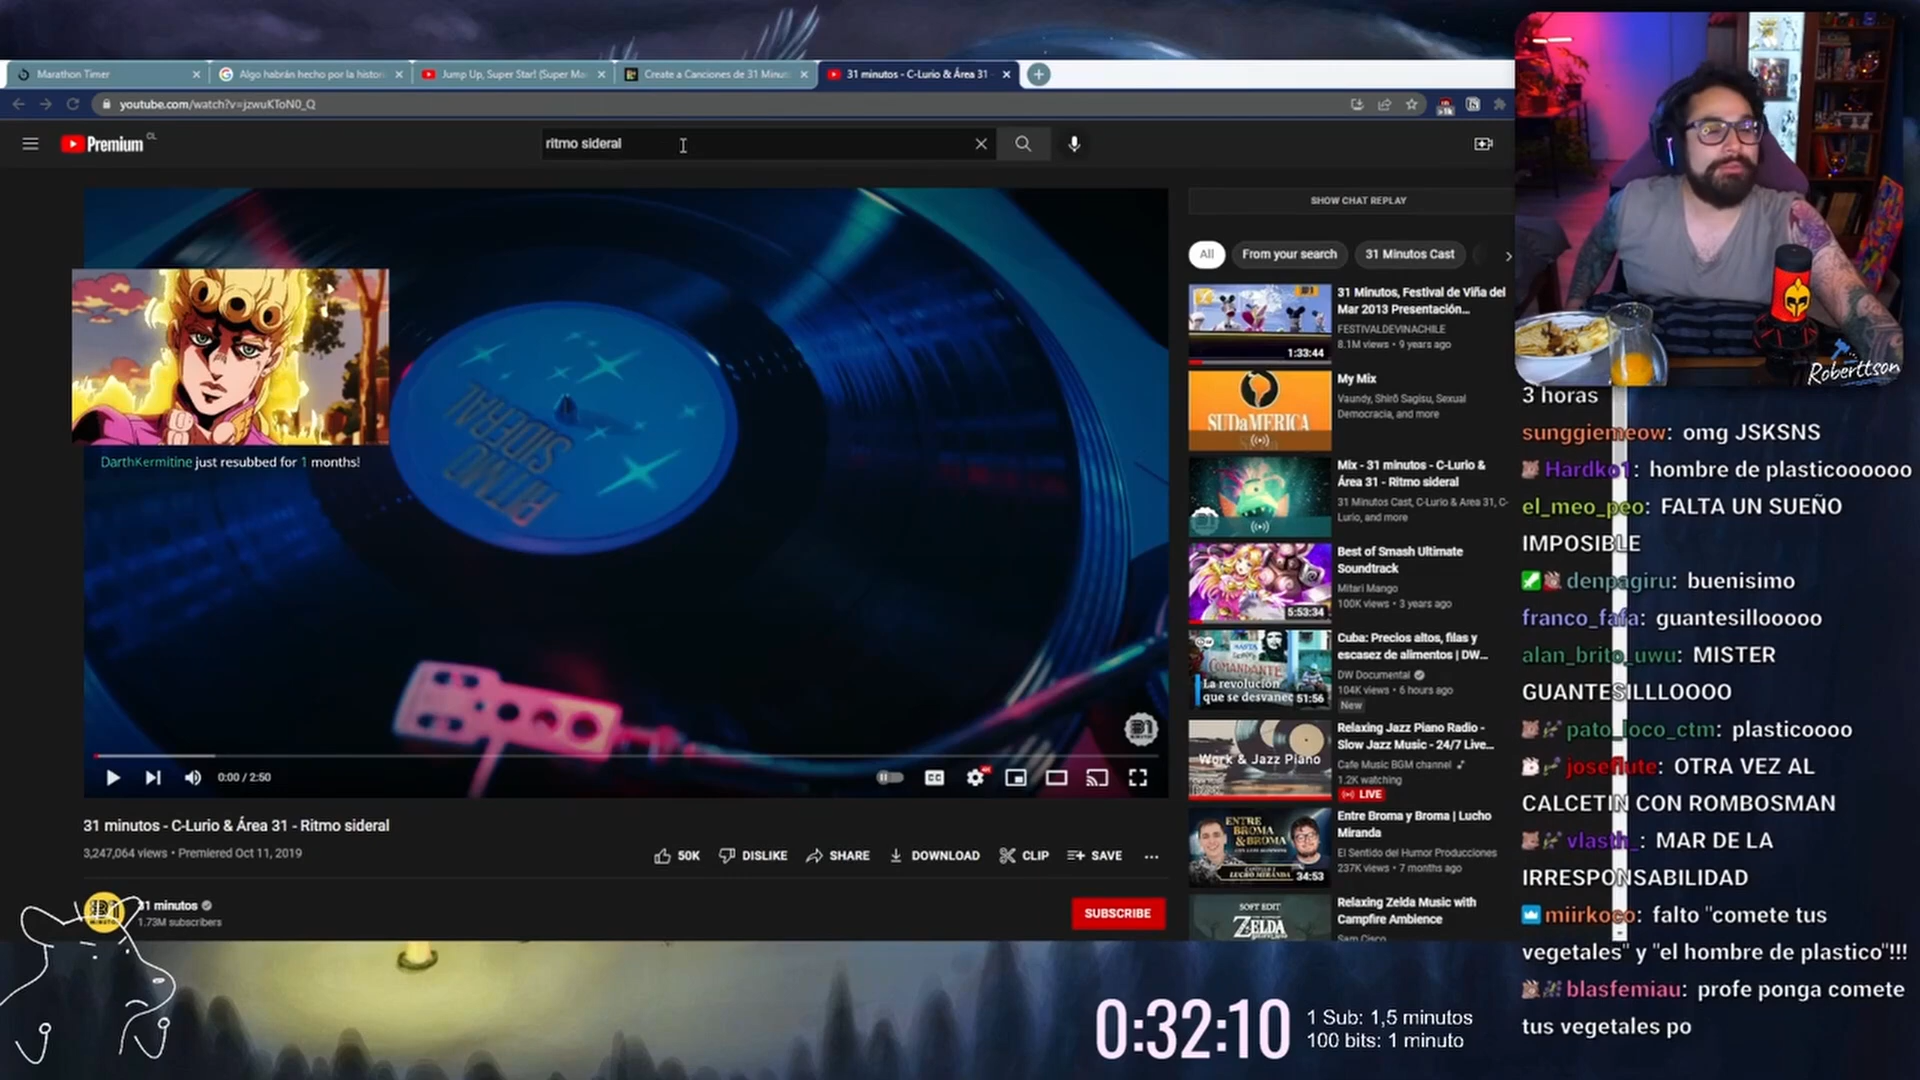 Marathon Timer
Algo habrán hecho por la histori
Jump Up, Super Star! (Super Ma
Create a Canciones de 31 Minut
31 minutos - C-Lurio & Área 31
youtube.com/watch?v=jzwuKToN0_Q
Premium
CL
ritmo sideral
RITMO
SIDERAL
DarthKermitine just resubbed for 1 months!
0:00 / 2:50
31 minutos - C-Lurio & Área 31 - Ritmo sideral
3,247,064 views • Premiered Oct 11, 2019
50K
DISLIKE
SHARE
DOWNLOAD
CLIP
SAVE
31 minutos
1.73M subscribers
SUBSCRIBE
SHOW CHAT REPLAY
All
From your search
31 Minutos Cast
31 Minutos, Festival de Viña del
Mar 2013 Presentación...
FESTIVALDEVINACHILE
8.1M views • 9 years ago
1:33:44
My Mix
Vaundy, Shirō Sagisu, Sexual
Democracia, and more
SUDAMERICA
Mix - 31 minutos - C-Lurio &
Área 31 - Ritmo sideral
31 Minutos Cast, C-Lurio & Area 31, C-
Lurio, and more
Best of Smash Ultimate
Soundtrack
Mitari Mango
100K views • 3 years ago
5:53:34
Cuba: Precios altos, filas y
escasez de alimentos | DW...
DW Documental
104K views • 6 hours ago
New
COMANDANTE
La revolución
que se desvanec
51:56
Relaxing Jazz Piano Radio -
Slow Jazz Music - 24/7 Live...
Cafe Music BGM channel
1.2K watching
LIVE
Work & Jazz Piano
Entre Broma y Broma | Lucho
Miranda
El Sentido del Humor Producciones
237K views • 7 months ago
ENTRE
BROMA
& BROMA
LUCHO MIRANDA
34:53
Relaxing Zelda Music with
Campfire Ambience
Sam Cisco
SOFT EDIT
ZELDA
Roberttson
3 horas
sunggiemeow: omg JSKSNS
Hardko1: hombre de plasticoooooo
el_meo_peo: FALTA UN SUEÑO
IMPOSIBLE
denpagiru: buenisimo
franco_fafa: guantesillooooo
alan_brito_uwu: MISTER
GUANTESILLLOOOO
pato_loco_ctm: plasticoooo
joseflute: OTRA VEZ AL
CALCETIN CON ROMBOSMAN
vlasth_: MAR DE LA
IRRESPONSABILIDAD
miirkoco: falto "comete tus
vegetales" y "el hombre de plastico"!!!
blasfemiau: profe ponga comete
tus vegetales po
0:32:10
1 Sub: 1,5 minutos
100 bits: 1 minuto